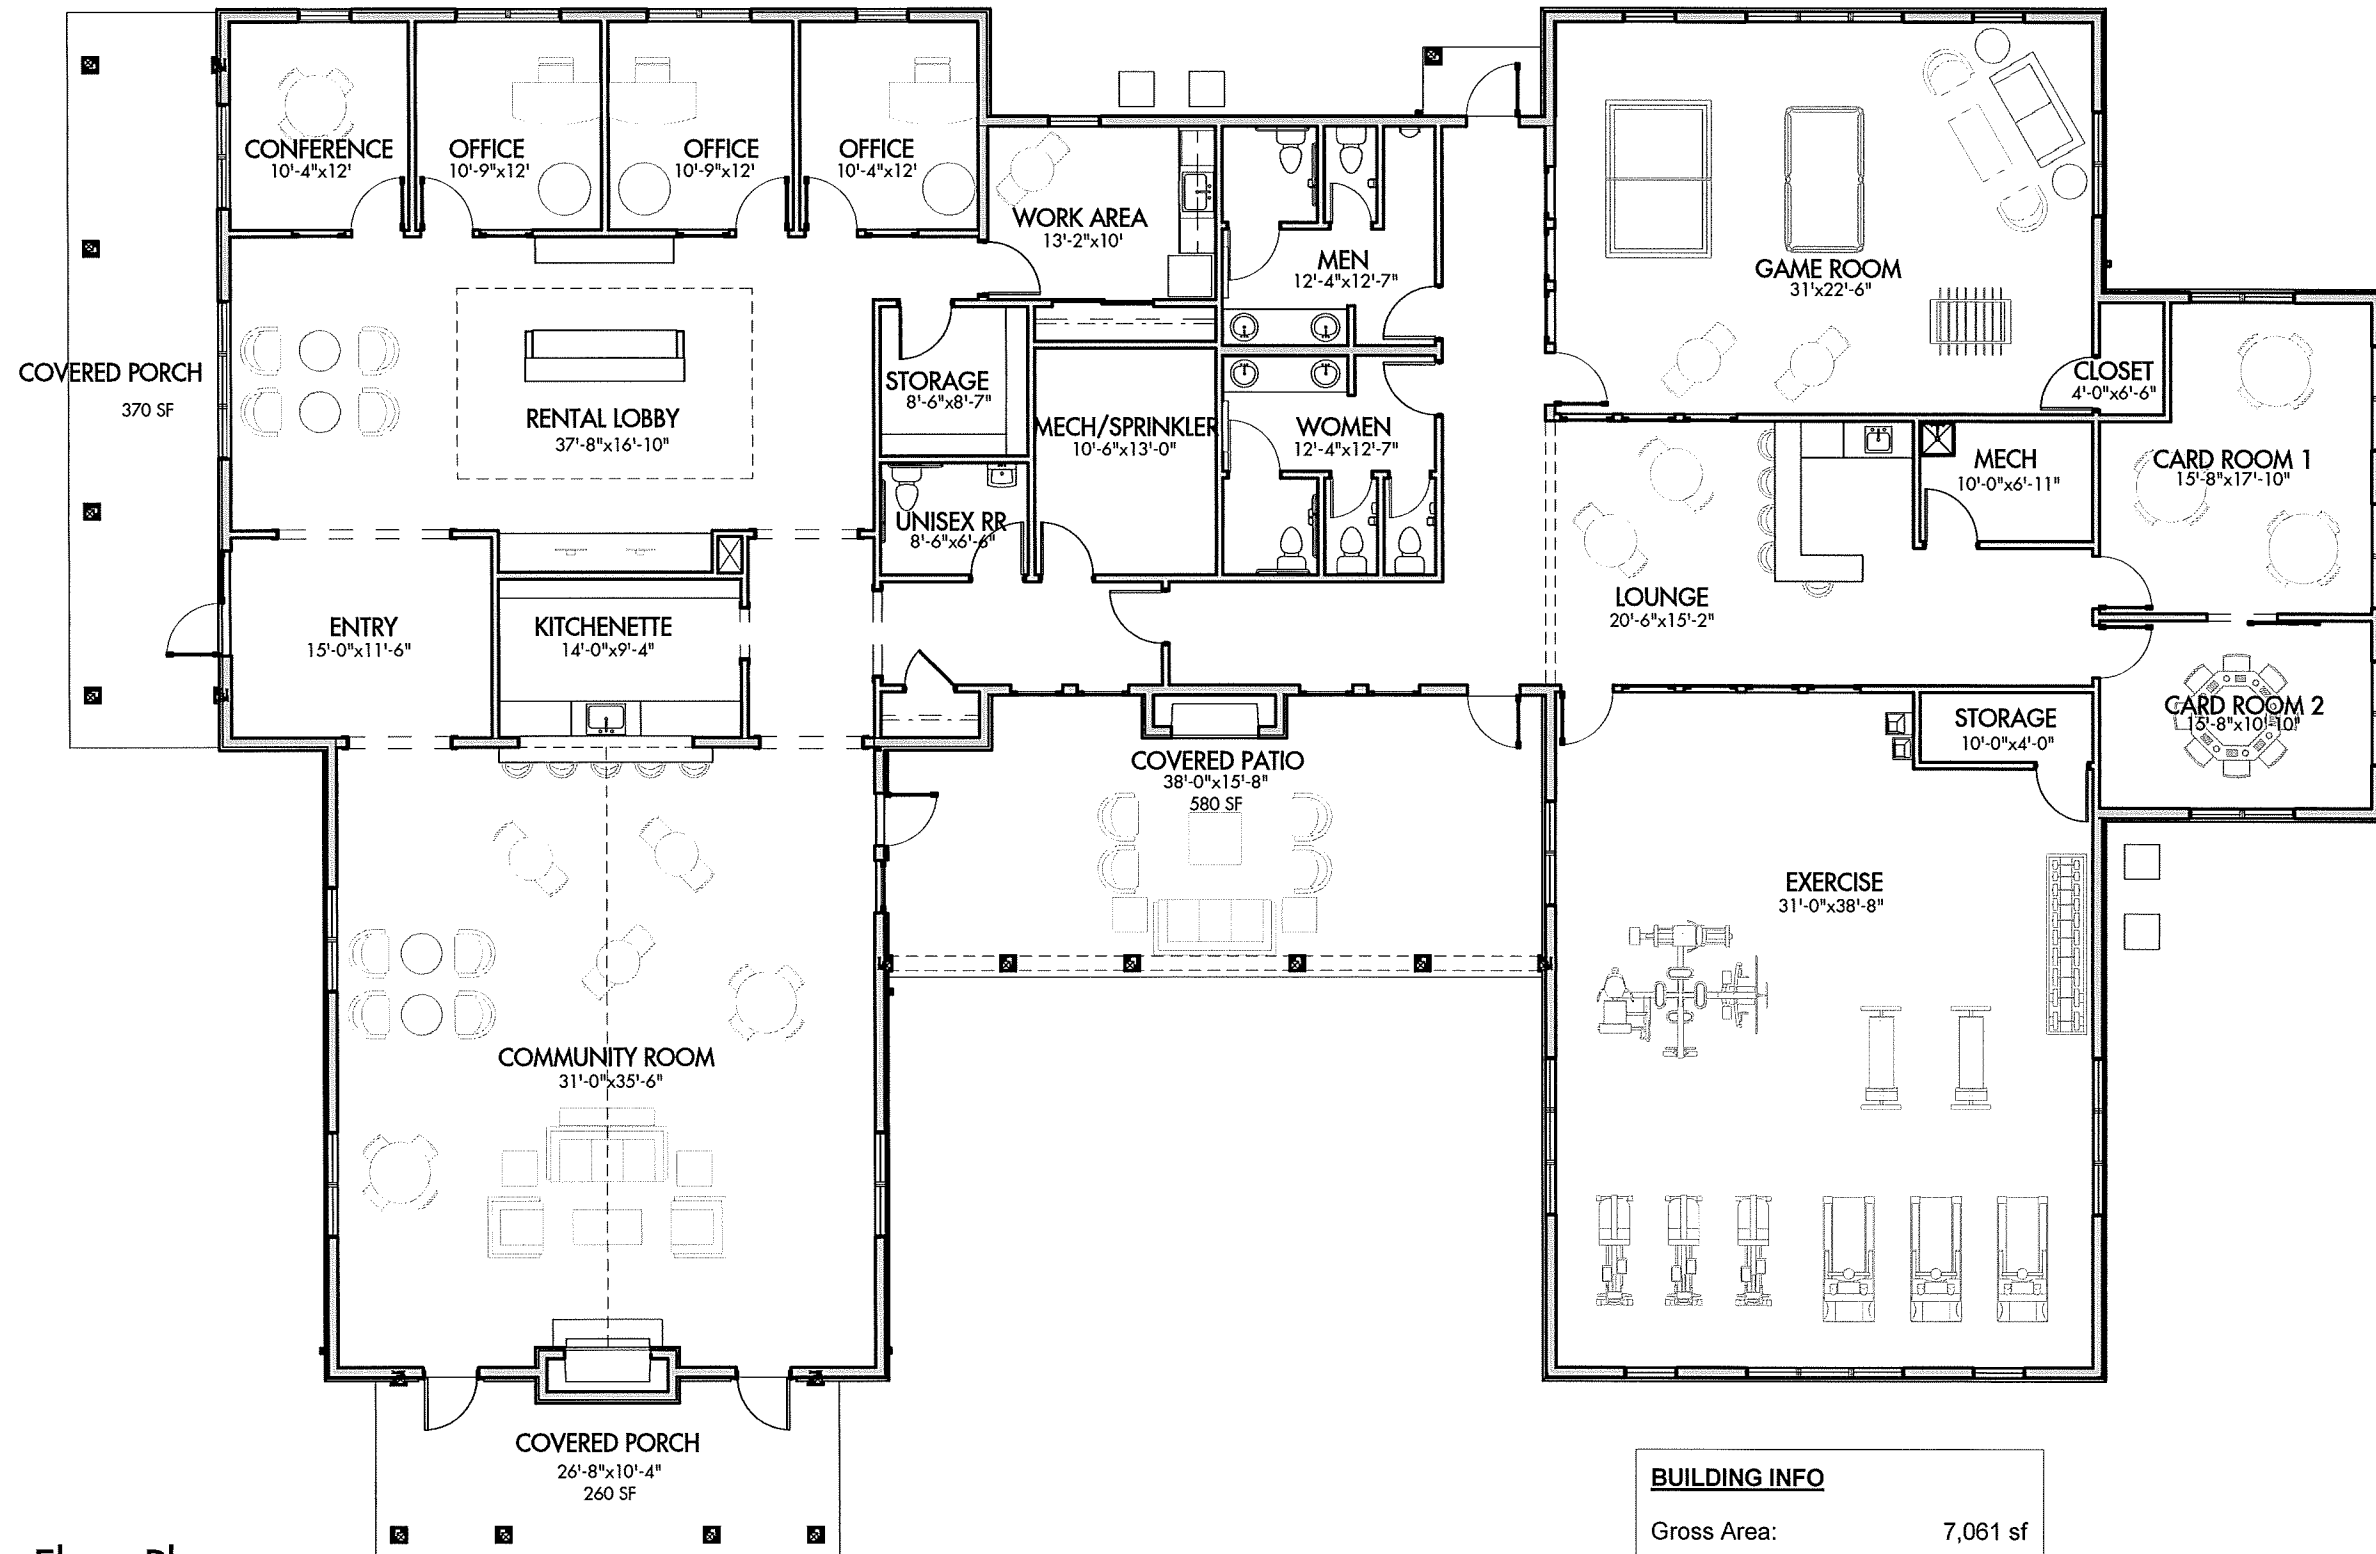 CONFERENCE
10'-4"x12'
OFFICE
10'-9"x12'
OFFICE
10'-9"x12'
OFFICE
10'-4"x12'
WORK AREA
13'-2"x10'
MEN
12'-4"x12'-7"
GAME ROOM
31'x22'-6"
COVERED PORCH
370 SF
RENTAL LOBBY
37'-8"x16'-10"
STORAGE
8'-6"x8'-7"
MECH/SPRINKLER
10'-6"x13'-0"
WOMEN
12'-4"x12'-7"
CLOSET
4'-0"x6'-6"
MECH
10'-0"x6'-11"
CARD ROOM 1
15'-8"x17'-10"
UNISEX RR
8'-6"x6'-6"
ENTRY
15'-0"x11'-6"
KITCHENETTE
14'-0"x9'-4"
LOUNGE
20'-6"x15'-2"
CARD ROOM 2
15'-8"x10'-10"
STORAGE
10'-0"x4'-0"
COVERED PATIO
38'-0"x15'-8"
580 SF
EXERCISE
31'-0"x38'-8"
COMMUNITY ROOM
31'-0"x35'-6"
COVERED PORCH
26'-8"x10'-4"
260 SF
BUILDING INFO
Gross Area: 7,061 sf